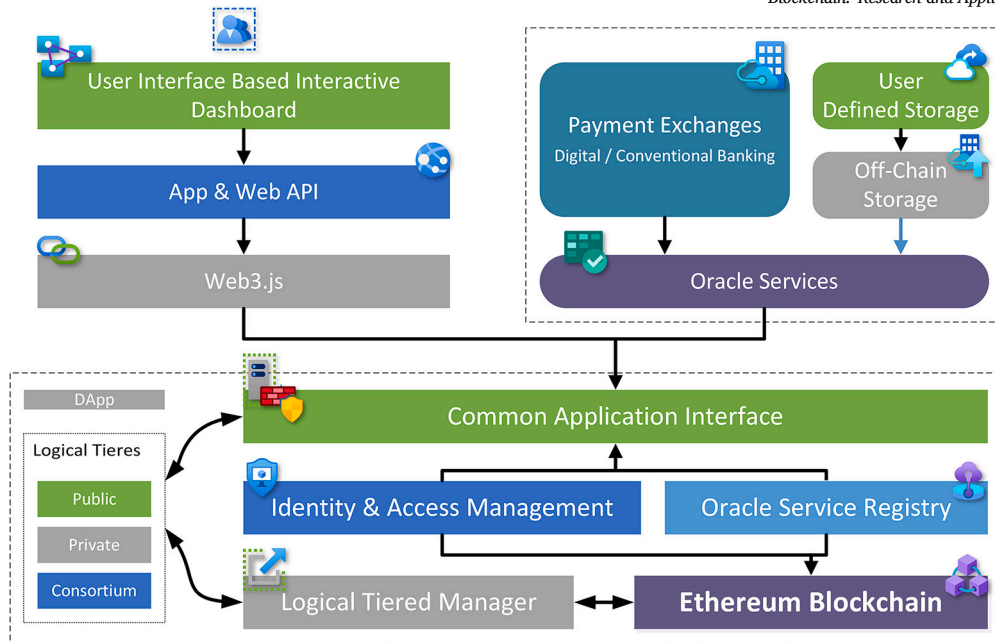 Blockchain: Research and Appli
User Interface Based Interactive
Dashboard
App & Web API
Web3.js
Payment Exchanges
Digital / Conventional Banking
User
Defined Storage
Off-Chain
Storage
Oracle Services
DApp
Logical Tieres
Public
Private
Consortium
Common Application Interface
Identity & Access Management
Oracle Service Registry
Logical Tiered Manager
Ethereum Blockchain